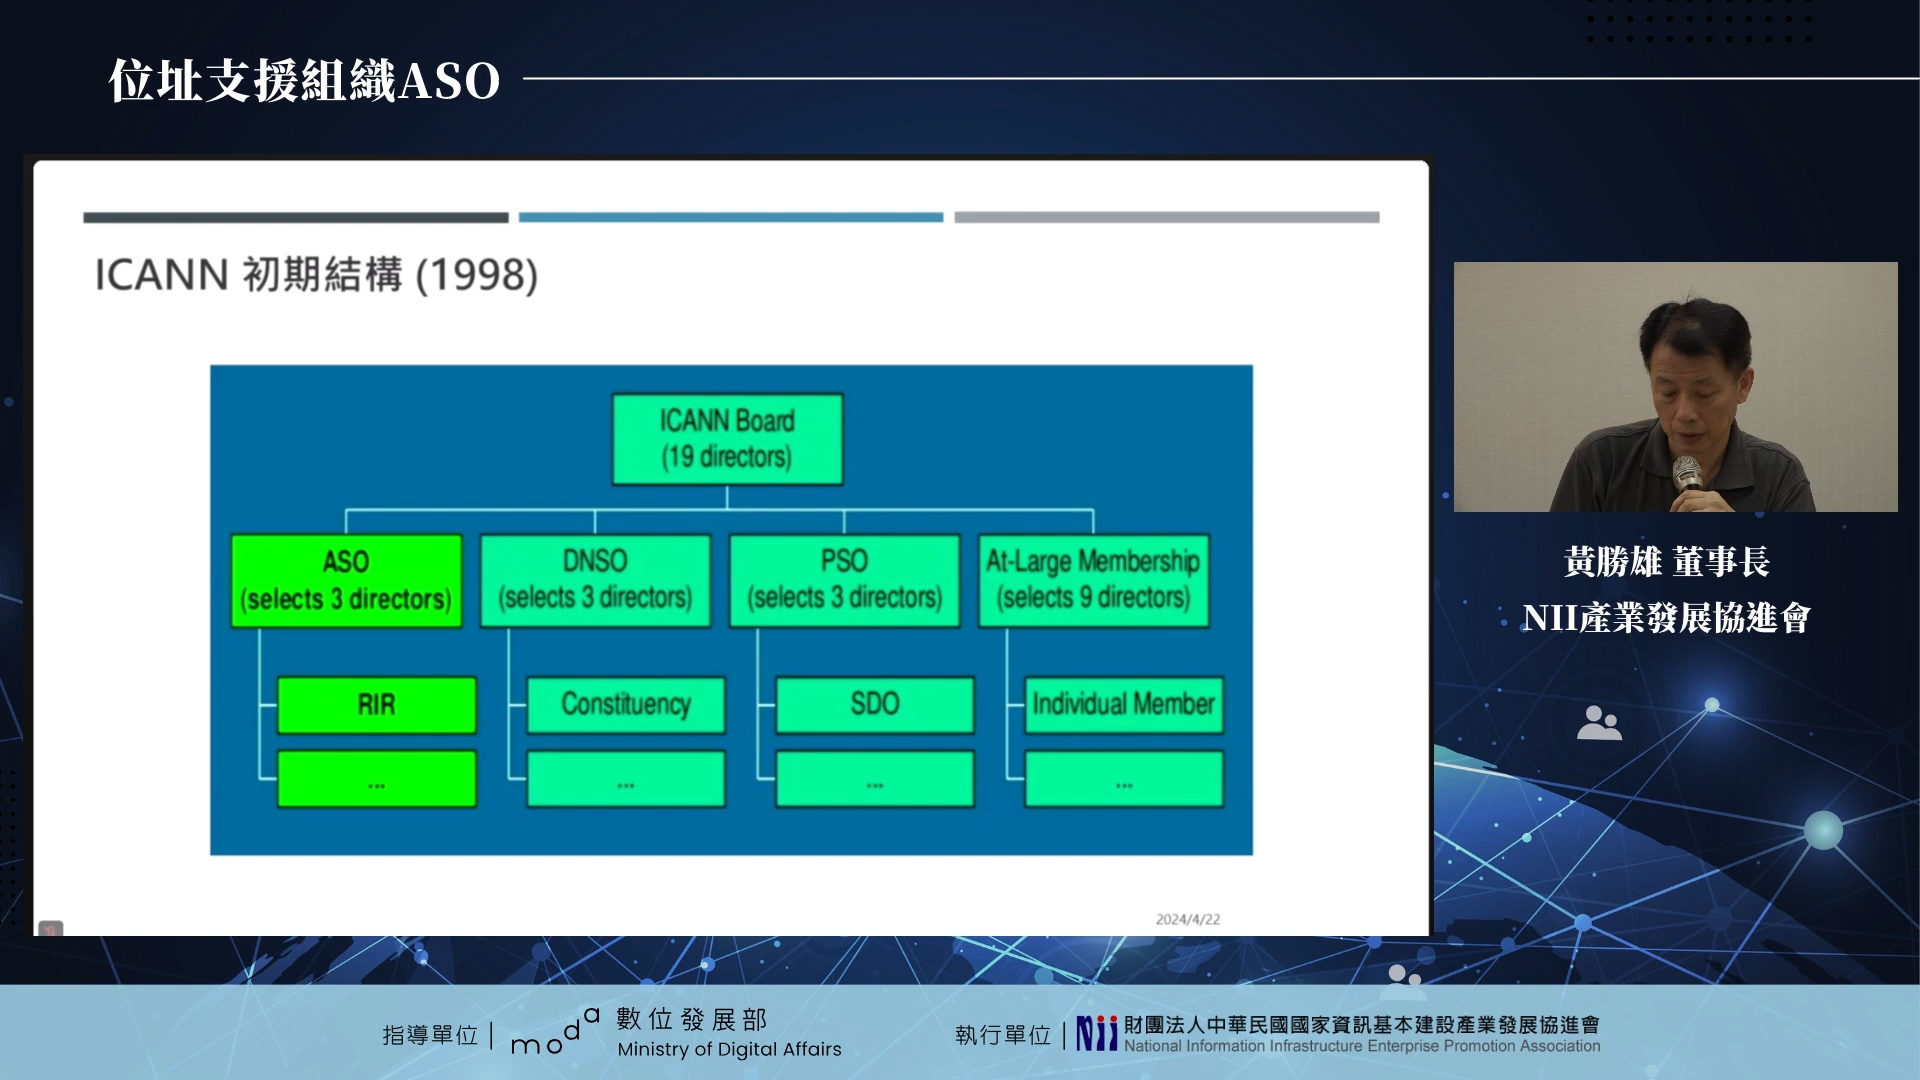 位址支援組織ASO
ICANN 初期結構 (1998)
ICANN Board
(19 directors)
ASO
(selects 3 directors)
DNSO
(selects 3 directors)
PSO
(selects 3 directors)
At-Large Membership
(selects 9 directors)
RIR
Constituency
SDO
Individual Member
...
...
...
...
2024/4/22
黃勝雄 董事長
NII產業發展協進會
指導單位
moda
數位發展部
Ministry of Digital Affairs
執行單位
Nii
財團法人中華民國國家資訊基本建設產業發展協進會
National Information Infrastructure Enterprise Promotion Association